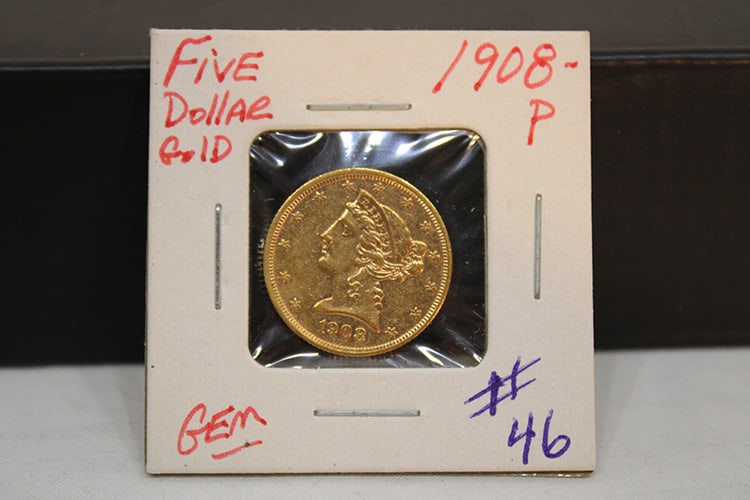 FIVE
DOLLAR
GOLD
1908-
P
1908
GEM
#
46